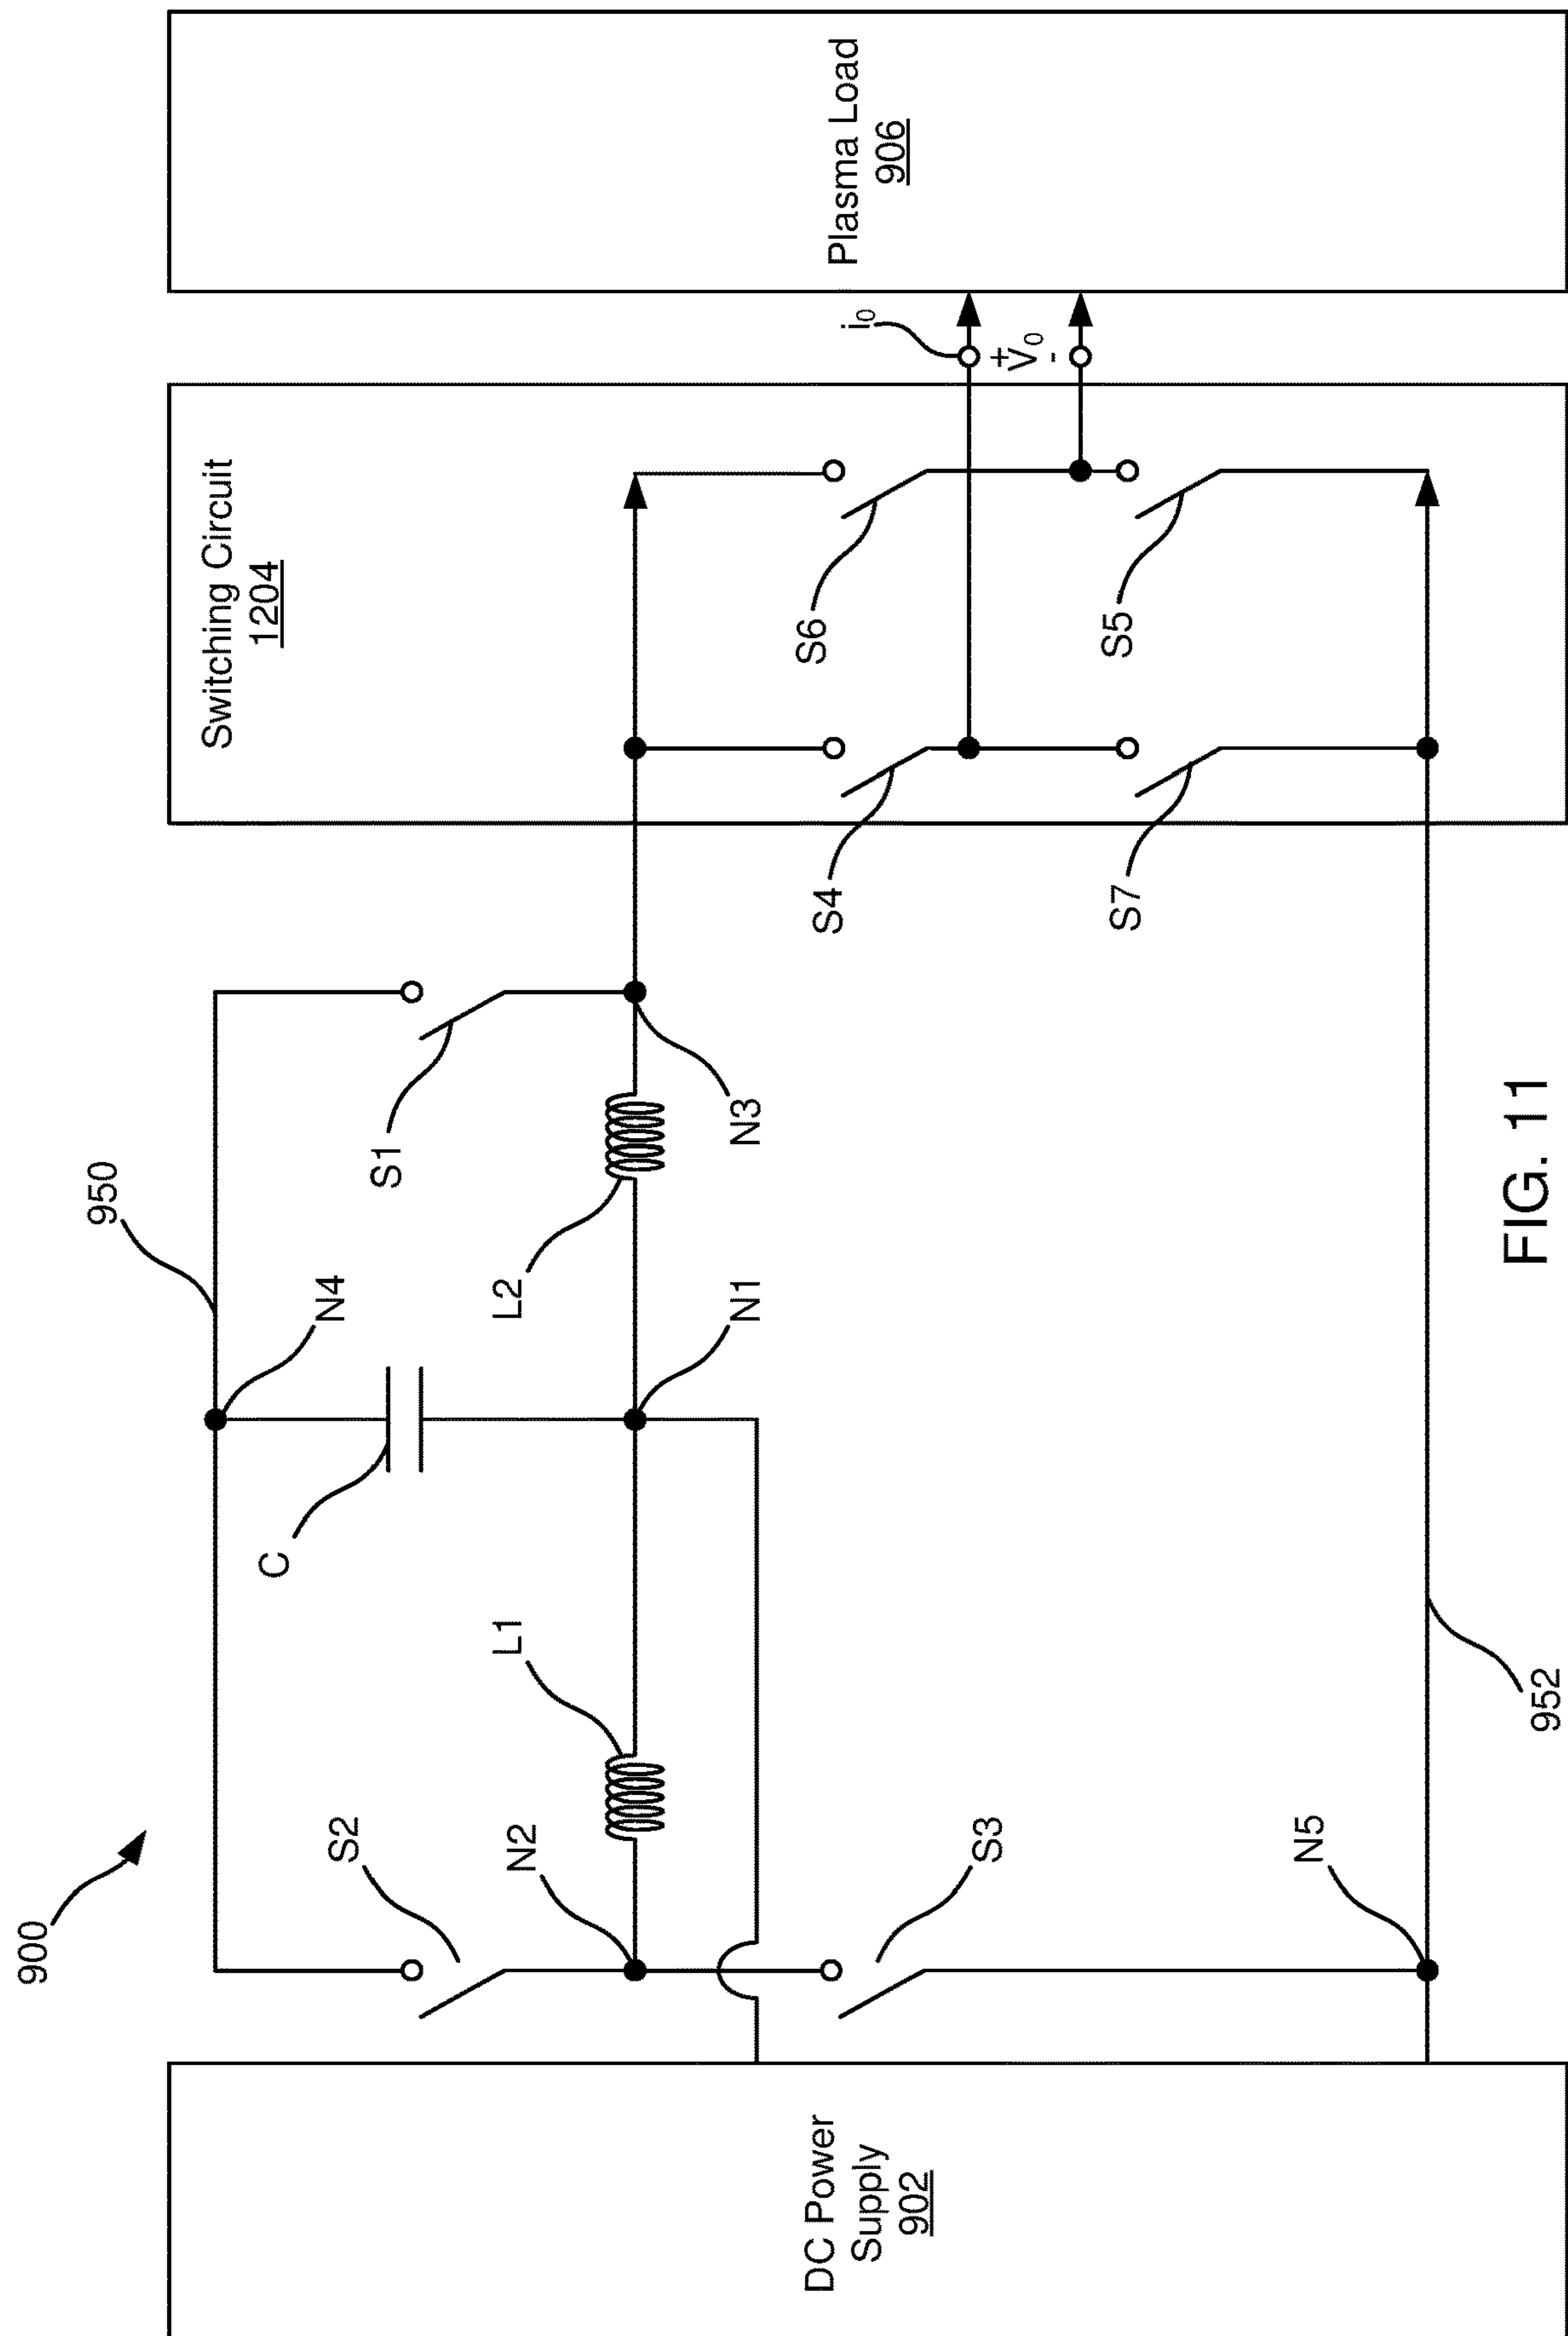 900
950
S2
N2
L1
C
N4
L2
N1
S1
N3
DC Power
Supply
902
S3
N5
952
Switching Circuit
1204
S4
S6
S7
S5
i0
+
V0
-
Plasma Load
906
FIG. 11